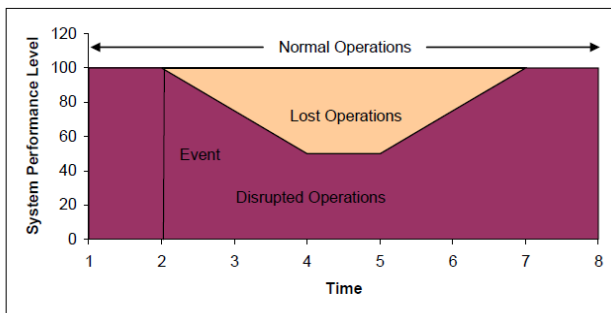 120
Normal Operations
100
80
60
40
20
0
System Performance Level
Lost Operations
Event
Disrupted Operations
1 2 3 4 5 6 7 8
Time